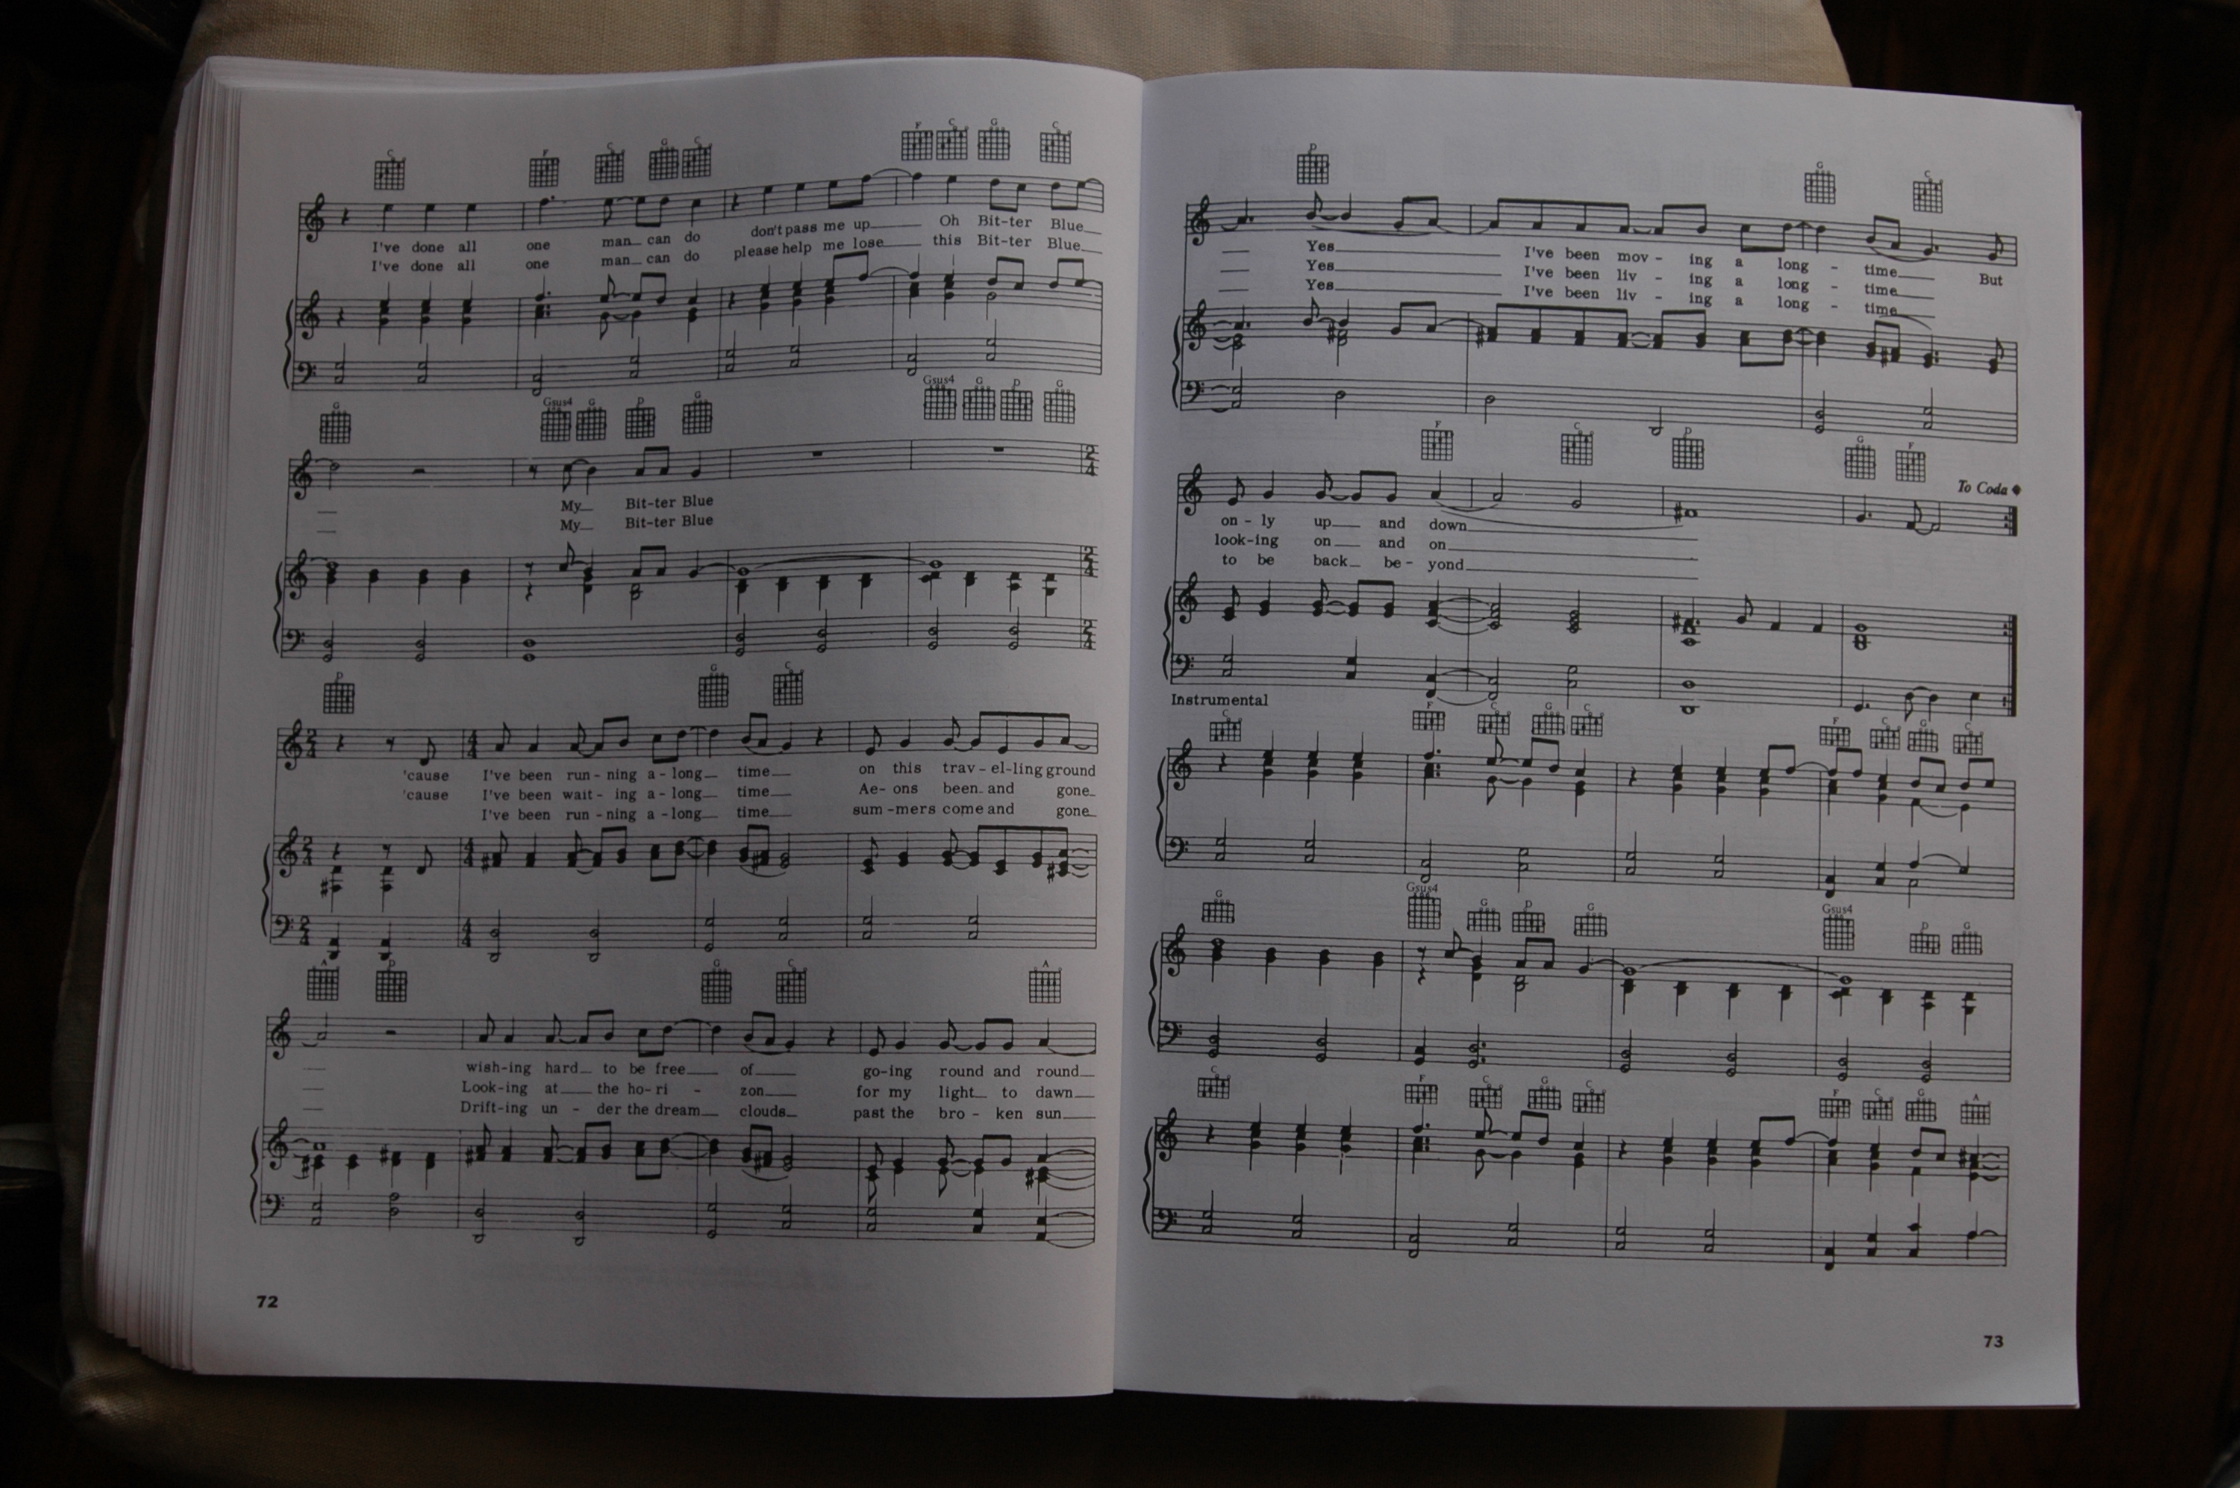 C F C G C F C G C
I've done all one man can do don't pass me up Oh Bit-ter Blue
I've done all one man can do please help me lose this Bit-ter Blue
G Gsus4 G D G Gsus4 G D G
My Bit-ter Blue
My Bit-ter Blue
D G C
'cause I've been run-ning a-long time on this trav-el-ling ground
'cause I've been wait-ing a-long time Ae-ons been and gone
I've been run-ning a-long time sum-mers come and gone
A D G C A
wish-ing hard to be free of go-ing round and round
Look-ing at the ho-ri-zon for my light to dawn
Drift-ing un-der the dream clouds past the bro-ken sun
72
D G C
Yes I've been mov-ing a long-time But
Yes I've been liv-ing a long-time
Yes I've been liv-ing a long-time
F C D G F
To Coda
on-ly up and down
look-ing on and on
to be back be-yond
Instrumental
C F C G C F C G C
G Gsus4 G D G Gsus4 D G
C F C G C F C G A
73